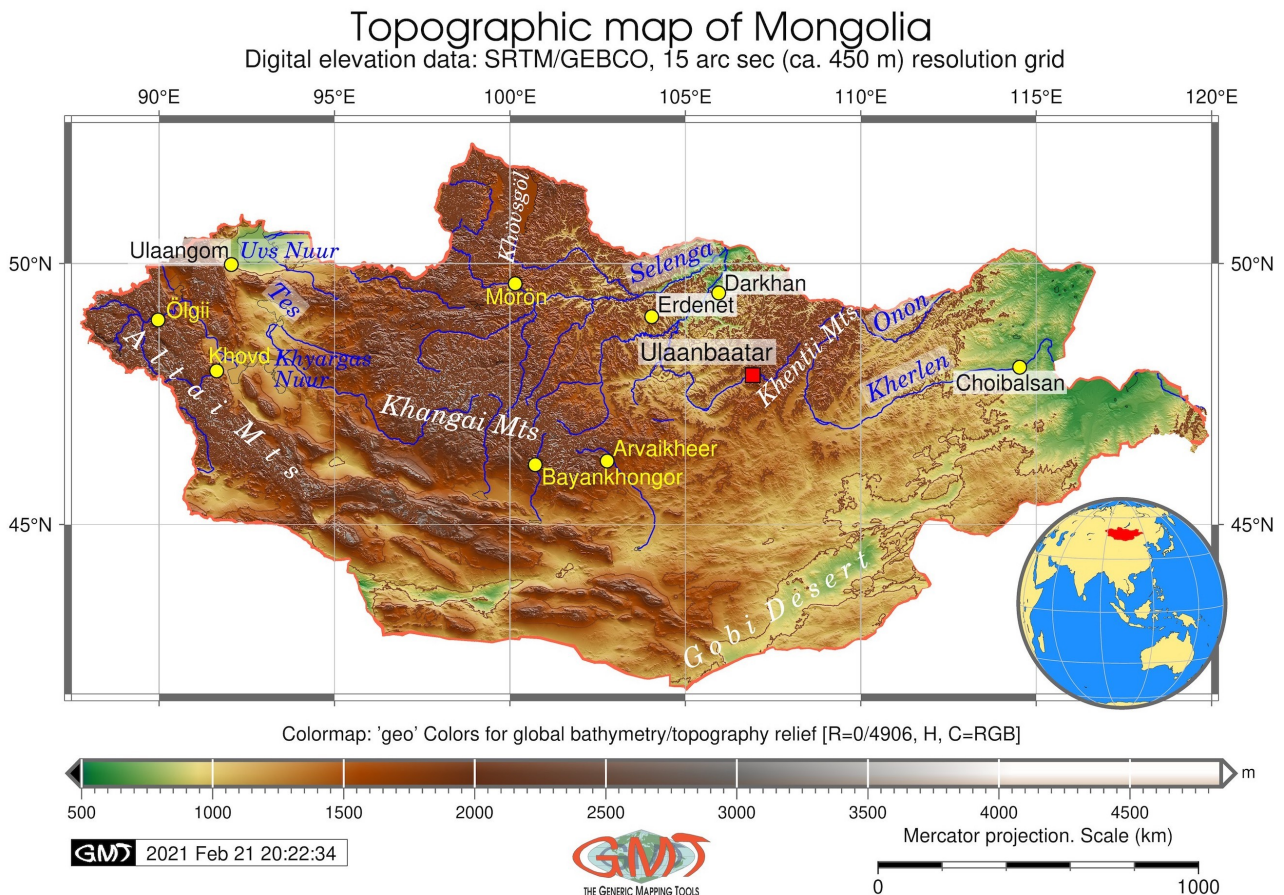 Topographic map of Mongolia
Digital elevation data: SRTM/GEBCO, 15 arc sec (ca. 450 m) resolution grid
90°E 95°E 100°E 105°E 110°E 115°E 120°E
Khövsgöl
Ulaangom
Uvs Nuur
50°N
50°N
Selenga
Darkhan
Tes
Mörön
Erdenet
Onon
Ölgii
Khentii Mts
Khovd
Khyargas
Nuur
Ulaanbaatar
Kherlen
Choibalsan
Altai Mts
Khangai Mts
Arvaikheer
Bayankhongor
45°N
45°N
Gobi Desert
Colormap: 'geo' Colors for global bathymetry/topography relief [R=0/4906, H, C=RGB]
m
500 1000 1500 2000 2500 3000 3500 4000 4500
GMT 2021 Feb 21 20:22:34
GMT
THE GENERIC MAPPING TOOLS
Mercator projection. Scale (km)
0 1000